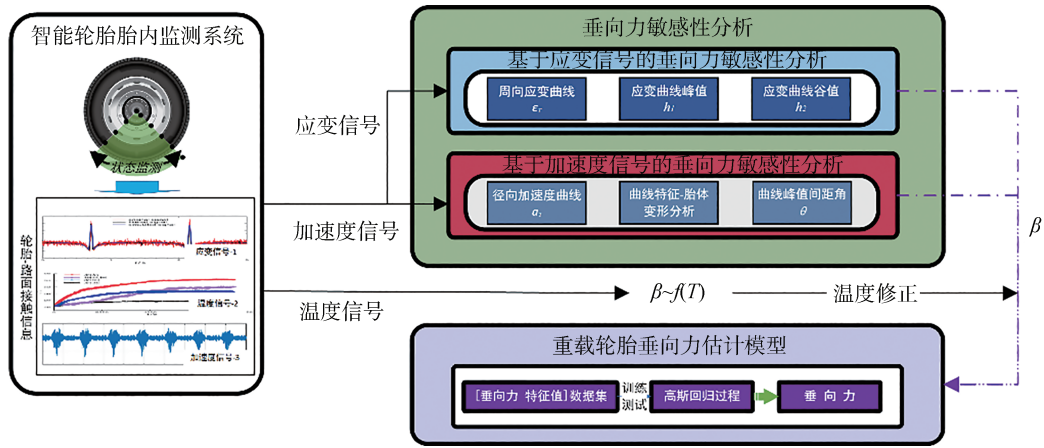 智能轮胎胎内监测系统
状态监测
轮胎-路面接触信息
应变信号-1
温度信号-2
加速度信号-3
应变信号
加速度信号
温度信号
垂向力敏感性分析
基于应变信号的垂向力敏感性分析
周向应变曲线
应变曲线峰值
h₁
应变曲线谷值
h₂
基于加速度信号的垂向力敏感性分析
径向加速度曲线
曲线特征-胎体
变形分析
曲线峰值间距角
θ
β~f(T)
温度修正
β
重载轮胎垂向力估计模型
[垂向力 特征值]数据集
训练
测试
高斯回归过程
垂 向 力